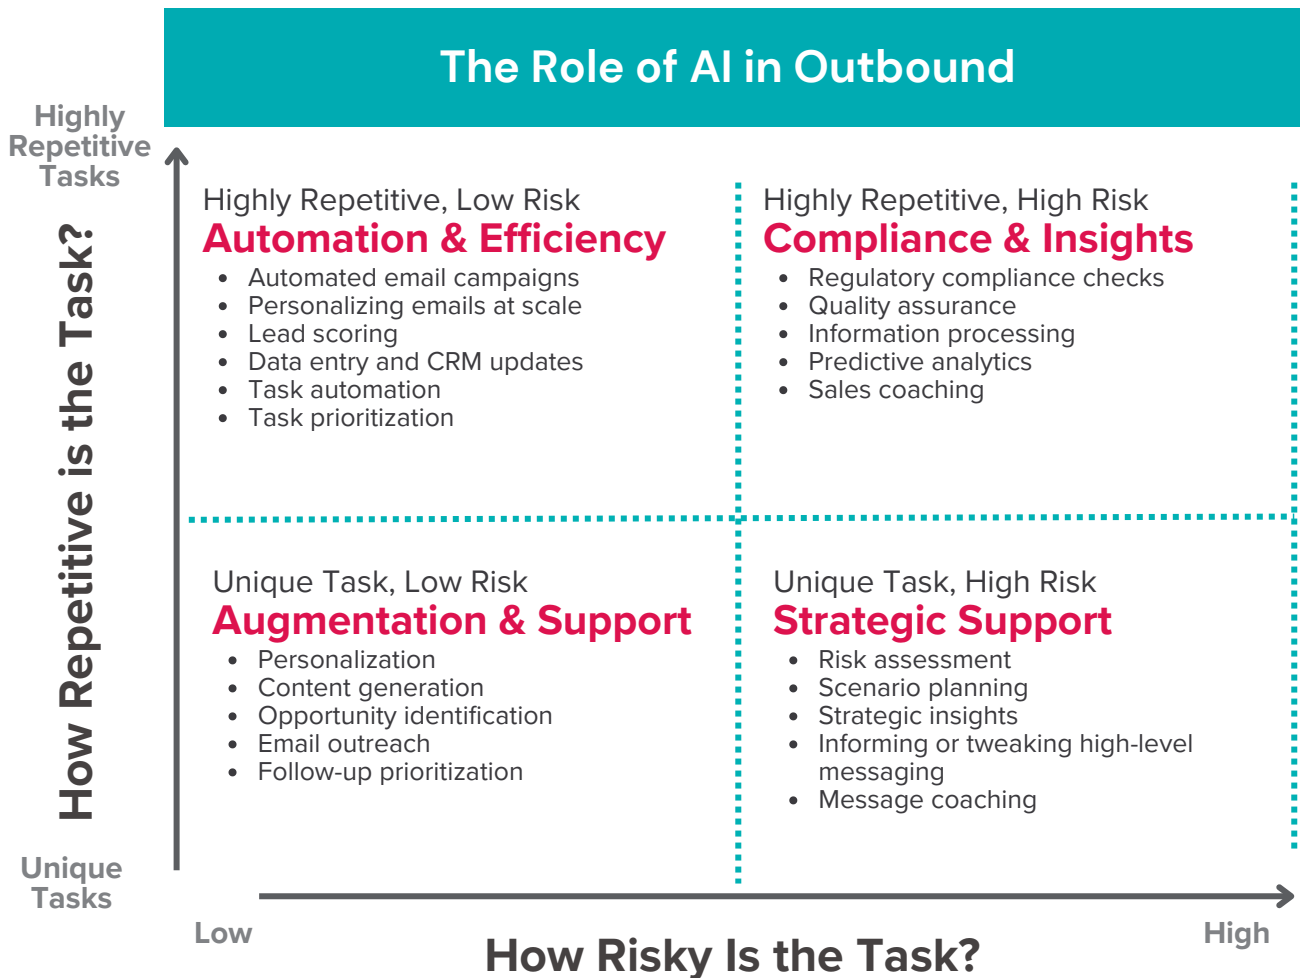 The Role of AI in Outbound
Highly
Repetitive
Tasks
How Repetitive is the Task?
Unique
Tasks
Highly Repetitive, Low Risk
Automation & Efficiency
• Automated email campaigns
• Personalizing emails at scale
• Lead scoring
• Data entry and CRM updates
• Task automation
• Task prioritization
Highly Repetitive, High Risk
Compliance & Insights
• Regulatory compliance checks
• Quality assurance
• Information processing
• Predictive analytics
• Sales coaching
Unique Task, Low Risk
Augmentation & Support
• Personalization
• Content generation
• Opportunity identification
• Email outreach
• Follow-up prioritization
Unique Task, High Risk
Strategic Support
• Risk assessment
• Scenario planning
• Strategic insights
• Informing or tweaking high-level
messaging
• Message coaching
Low
High
How Risky Is the Task?